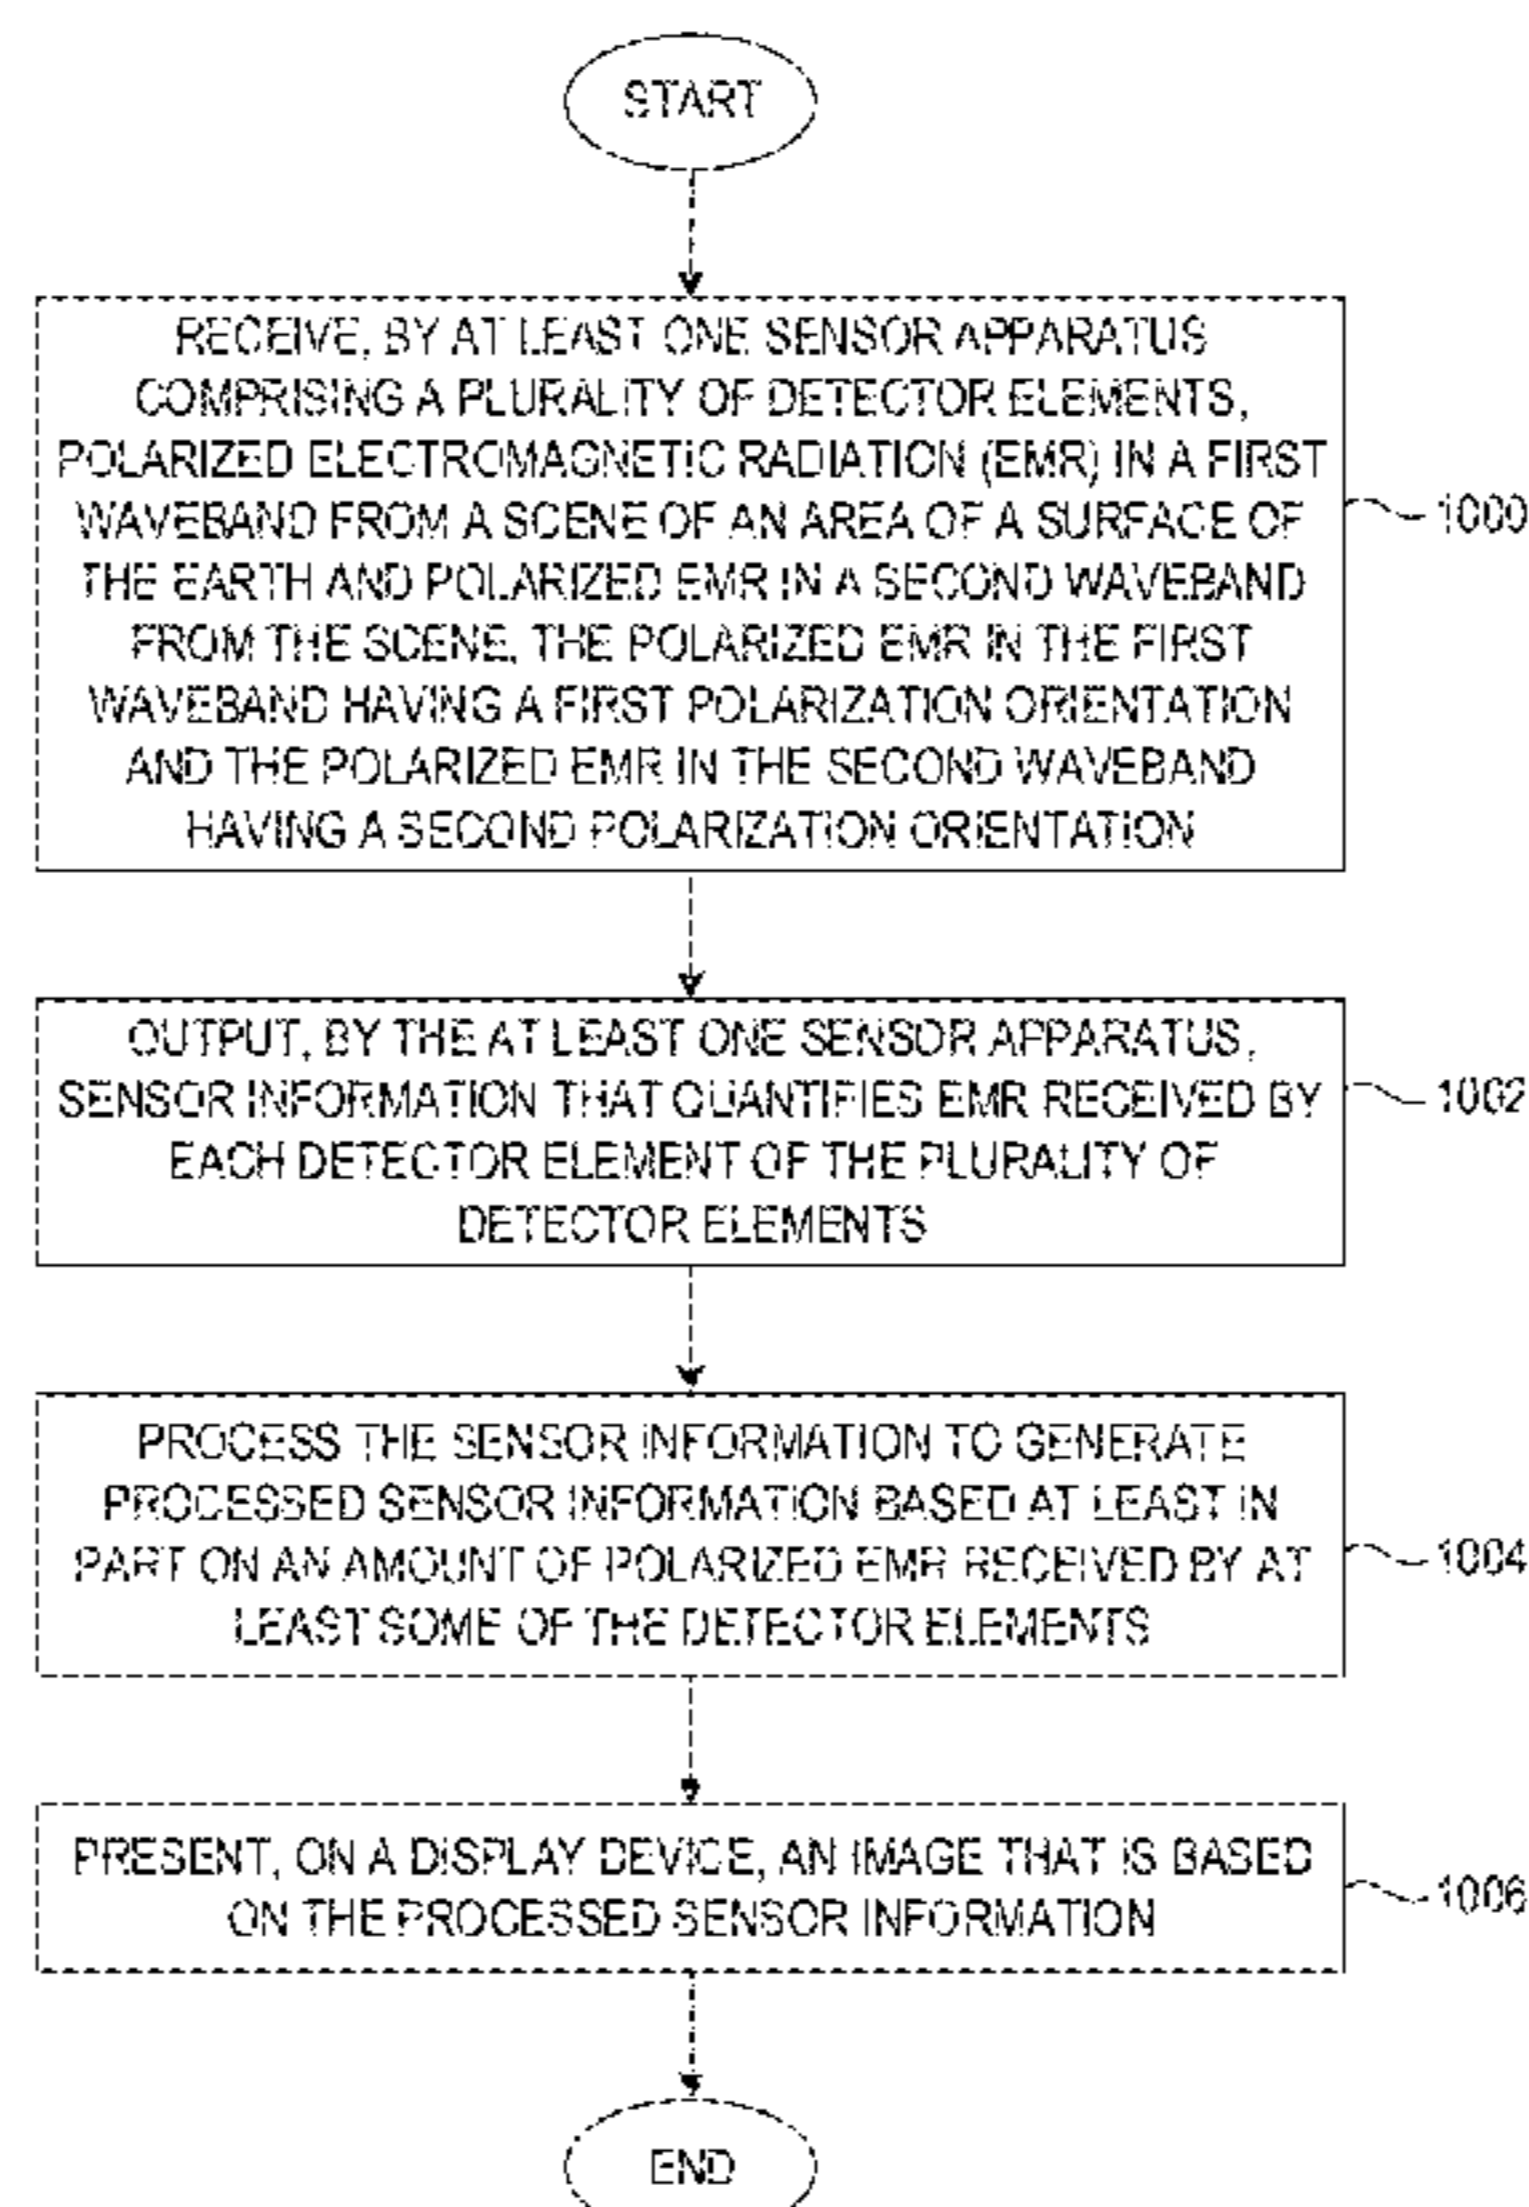 START
RECEIVE, BY AT LEAST ONE SENSOR APPARATUS
COMPRISING A PLURALITY OF DETECTOR ELEMENTS,
POLARIZED ELECTROMAGNETIC RADIATION (EMR) IN A FIRST
WAVEBAND FROM A SCENE OF AN AREA OF A SURFACE OF
THE EARTH AND POLARIZED EMR IN A SECOND WAVEBAND
FROM THE SCENE, THE POLARIZED EMR IN THE FIRST
WAVEBAND HAVING A FIRST POLARIZATION ORIENTATION
AND THE POLARIZED EMR IN THE SECOND WAVEBAND
HAVING A SECOND POLARIZATION ORIENTATION
1000
OUTPUT, BY THE AT LEAST ONE SENSOR APPARATUS,
SENSOR INFORMATION THAT QUANTIFIES EMR RECEIVED BY
EACH DETECTOR ELEMENT OF THE PLURALITY OF
DETECTOR ELEMENTS
1002
PROCESS THE SENSOR INFORMATION TO GENERATE
PROCESSED SENSOR INFORMATION BASED AT LEAST IN
PART ON AN AMOUNT OF POLARIZED EMR RECEIVED BY AT
LEAST SOME OF THE DETECTOR ELEMENTS
1004
PRESENT, ON A DISPLAY DEVICE, AN IMAGE THAT IS BASED
ON THE PROCESSED SENSOR INFORMATION
1006
END